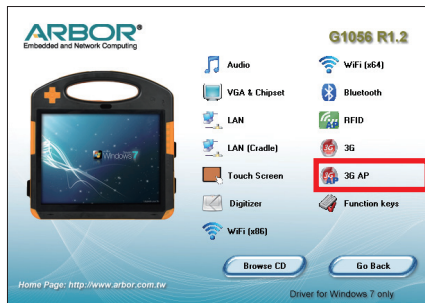 ARBOR®
Embedded and Network Computing
G1056 R1.2
Audio
VGA & Chipset
LAN
LAN (Cradle)
Touch Screen
Digitizer
WiFi (x86)
WiFi (x64)
Bluetooth
RFID
3G
3G AP
Function keys
Windows 7
Browse CD
Go Back
Home Page: http://www.arbor.com.tw
Driver for Windows 7 only